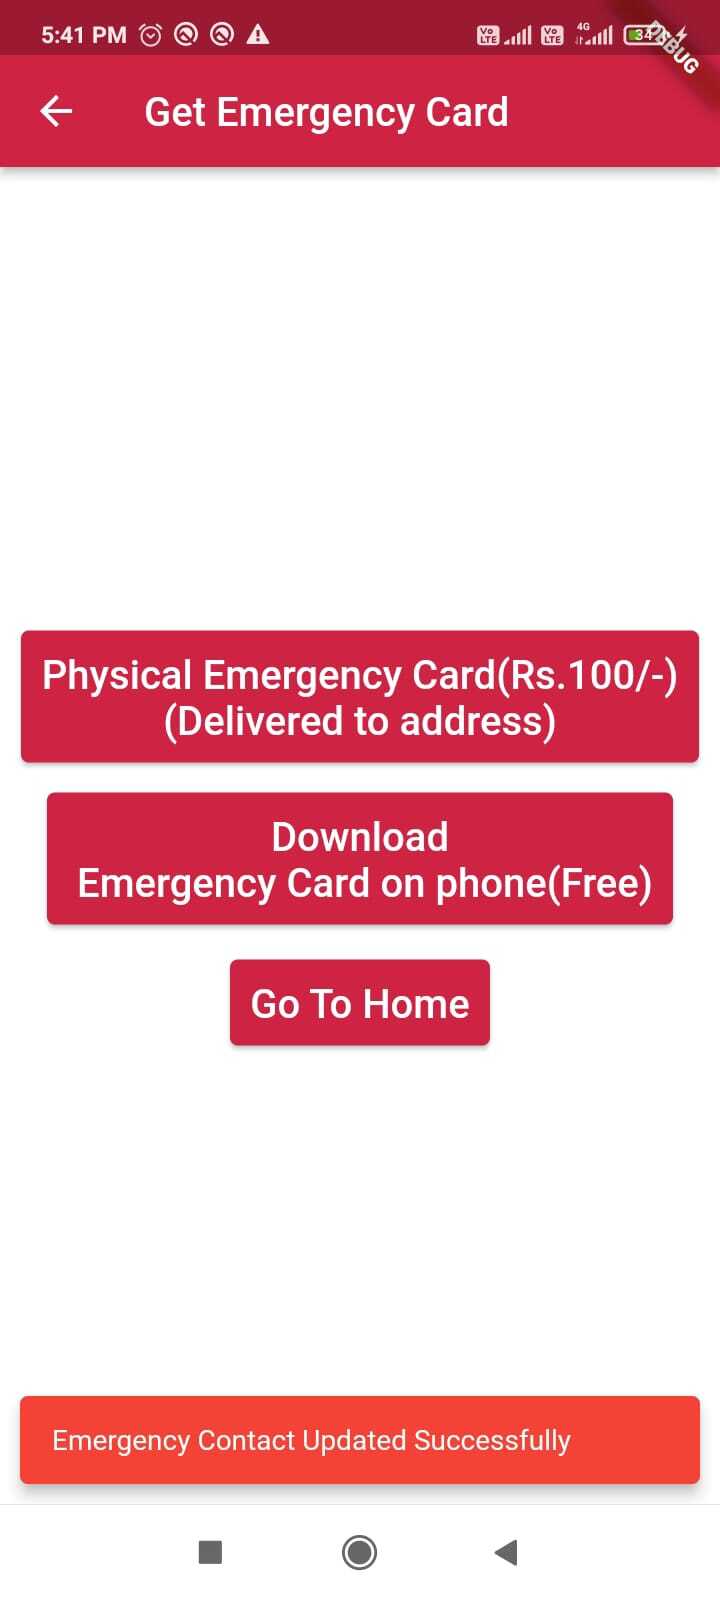 5:41 PM
Vo
LTE
Vo
LTE
4G
34
DEBUG
Get Emergency Card
Physical Emergency Card(Rs.100/-)
(Delivered to address)
Download
Emergency Card on phone(Free)
Go To Home
Emergency Contact Updated Successfully